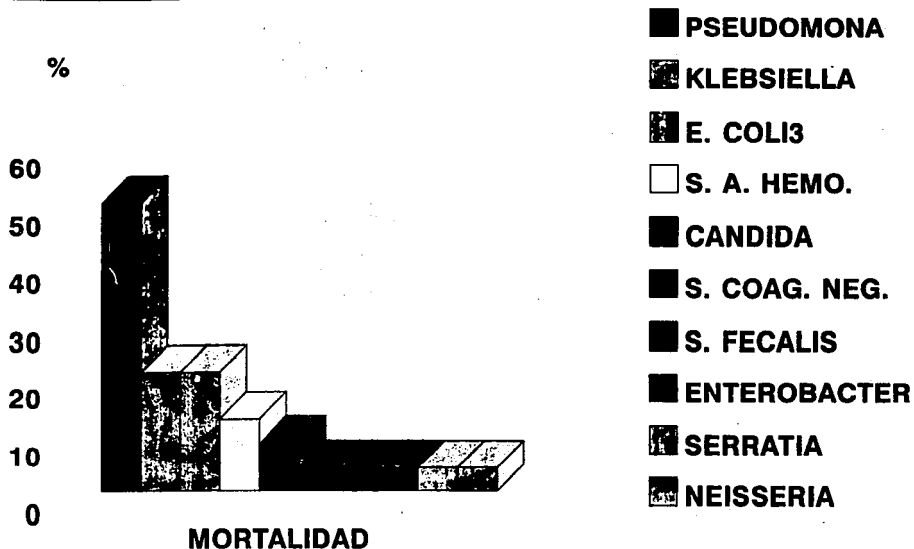 %
60
50
40
30
20
10
0
MORTALIDAD
PSEUDOMONA
KLEBSIELLA
E. COLI3
S. A. HEMO.
CANDIDA
S. COAG. NEG.
S. FECALIS
ENTEROBACTER
SERRATIA
NEISSERIA